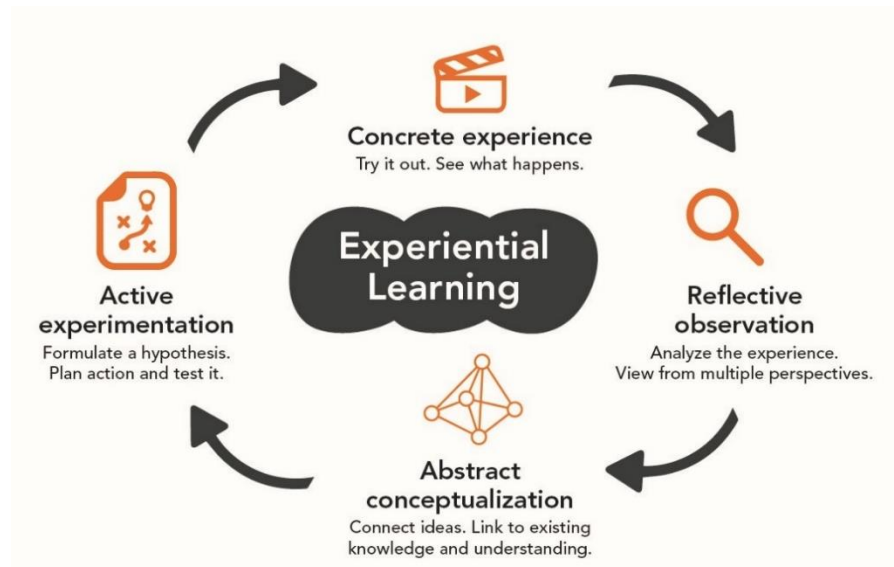 Concrete experience
Try it out. See what happens.
Experiential
Learning
Reflective
observation
Analyze the experience.
View from multiple perspectives.
Abstract
conceptualization
Connect ideas. Link to existing
knowledge and understanding.
Active
experimentation
Formulate a hypothesis.
Plan action and test it.